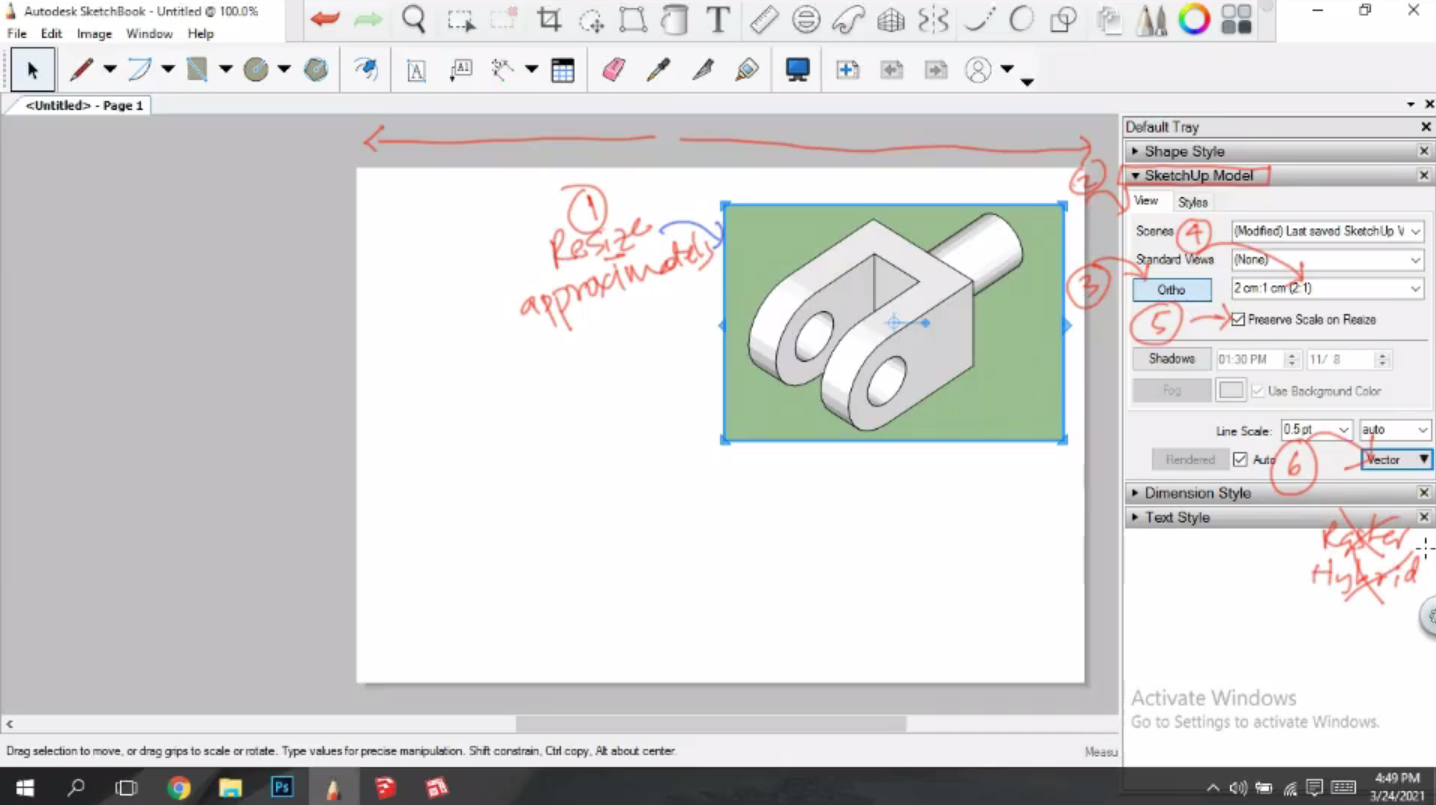 Autodesk SketchBook - Untitled @ 100.0%
File Edit Image Window Help
T
A A1
<Untitled> - Page 1
Default Tray
Shape Style
SketchUp Model
View Styles
Scenes (Modified) Last saved SketchUp V
Standard Views (None)
Ortho 2 cm:1 cm (2:1)
Preserve Scale on Resize
Shadows 01:30 PM 11/ 8
Fog Use Background Color
Line Scale: 0.5 pt auto
Rendered Auto Vector
Dimension Style
Text Style
1
Resize
approximately
2
3
4
5
6
Raster
Hybrid
Activate Windows
Go to Settings to activate Windows.
Drag selection to move, or drag grips to scale or rotate. Type values for precise manipulation. Shift constrain, Ctrl copy, Alt about center.
Measu
Ps
4:49 PM
3/24/2021